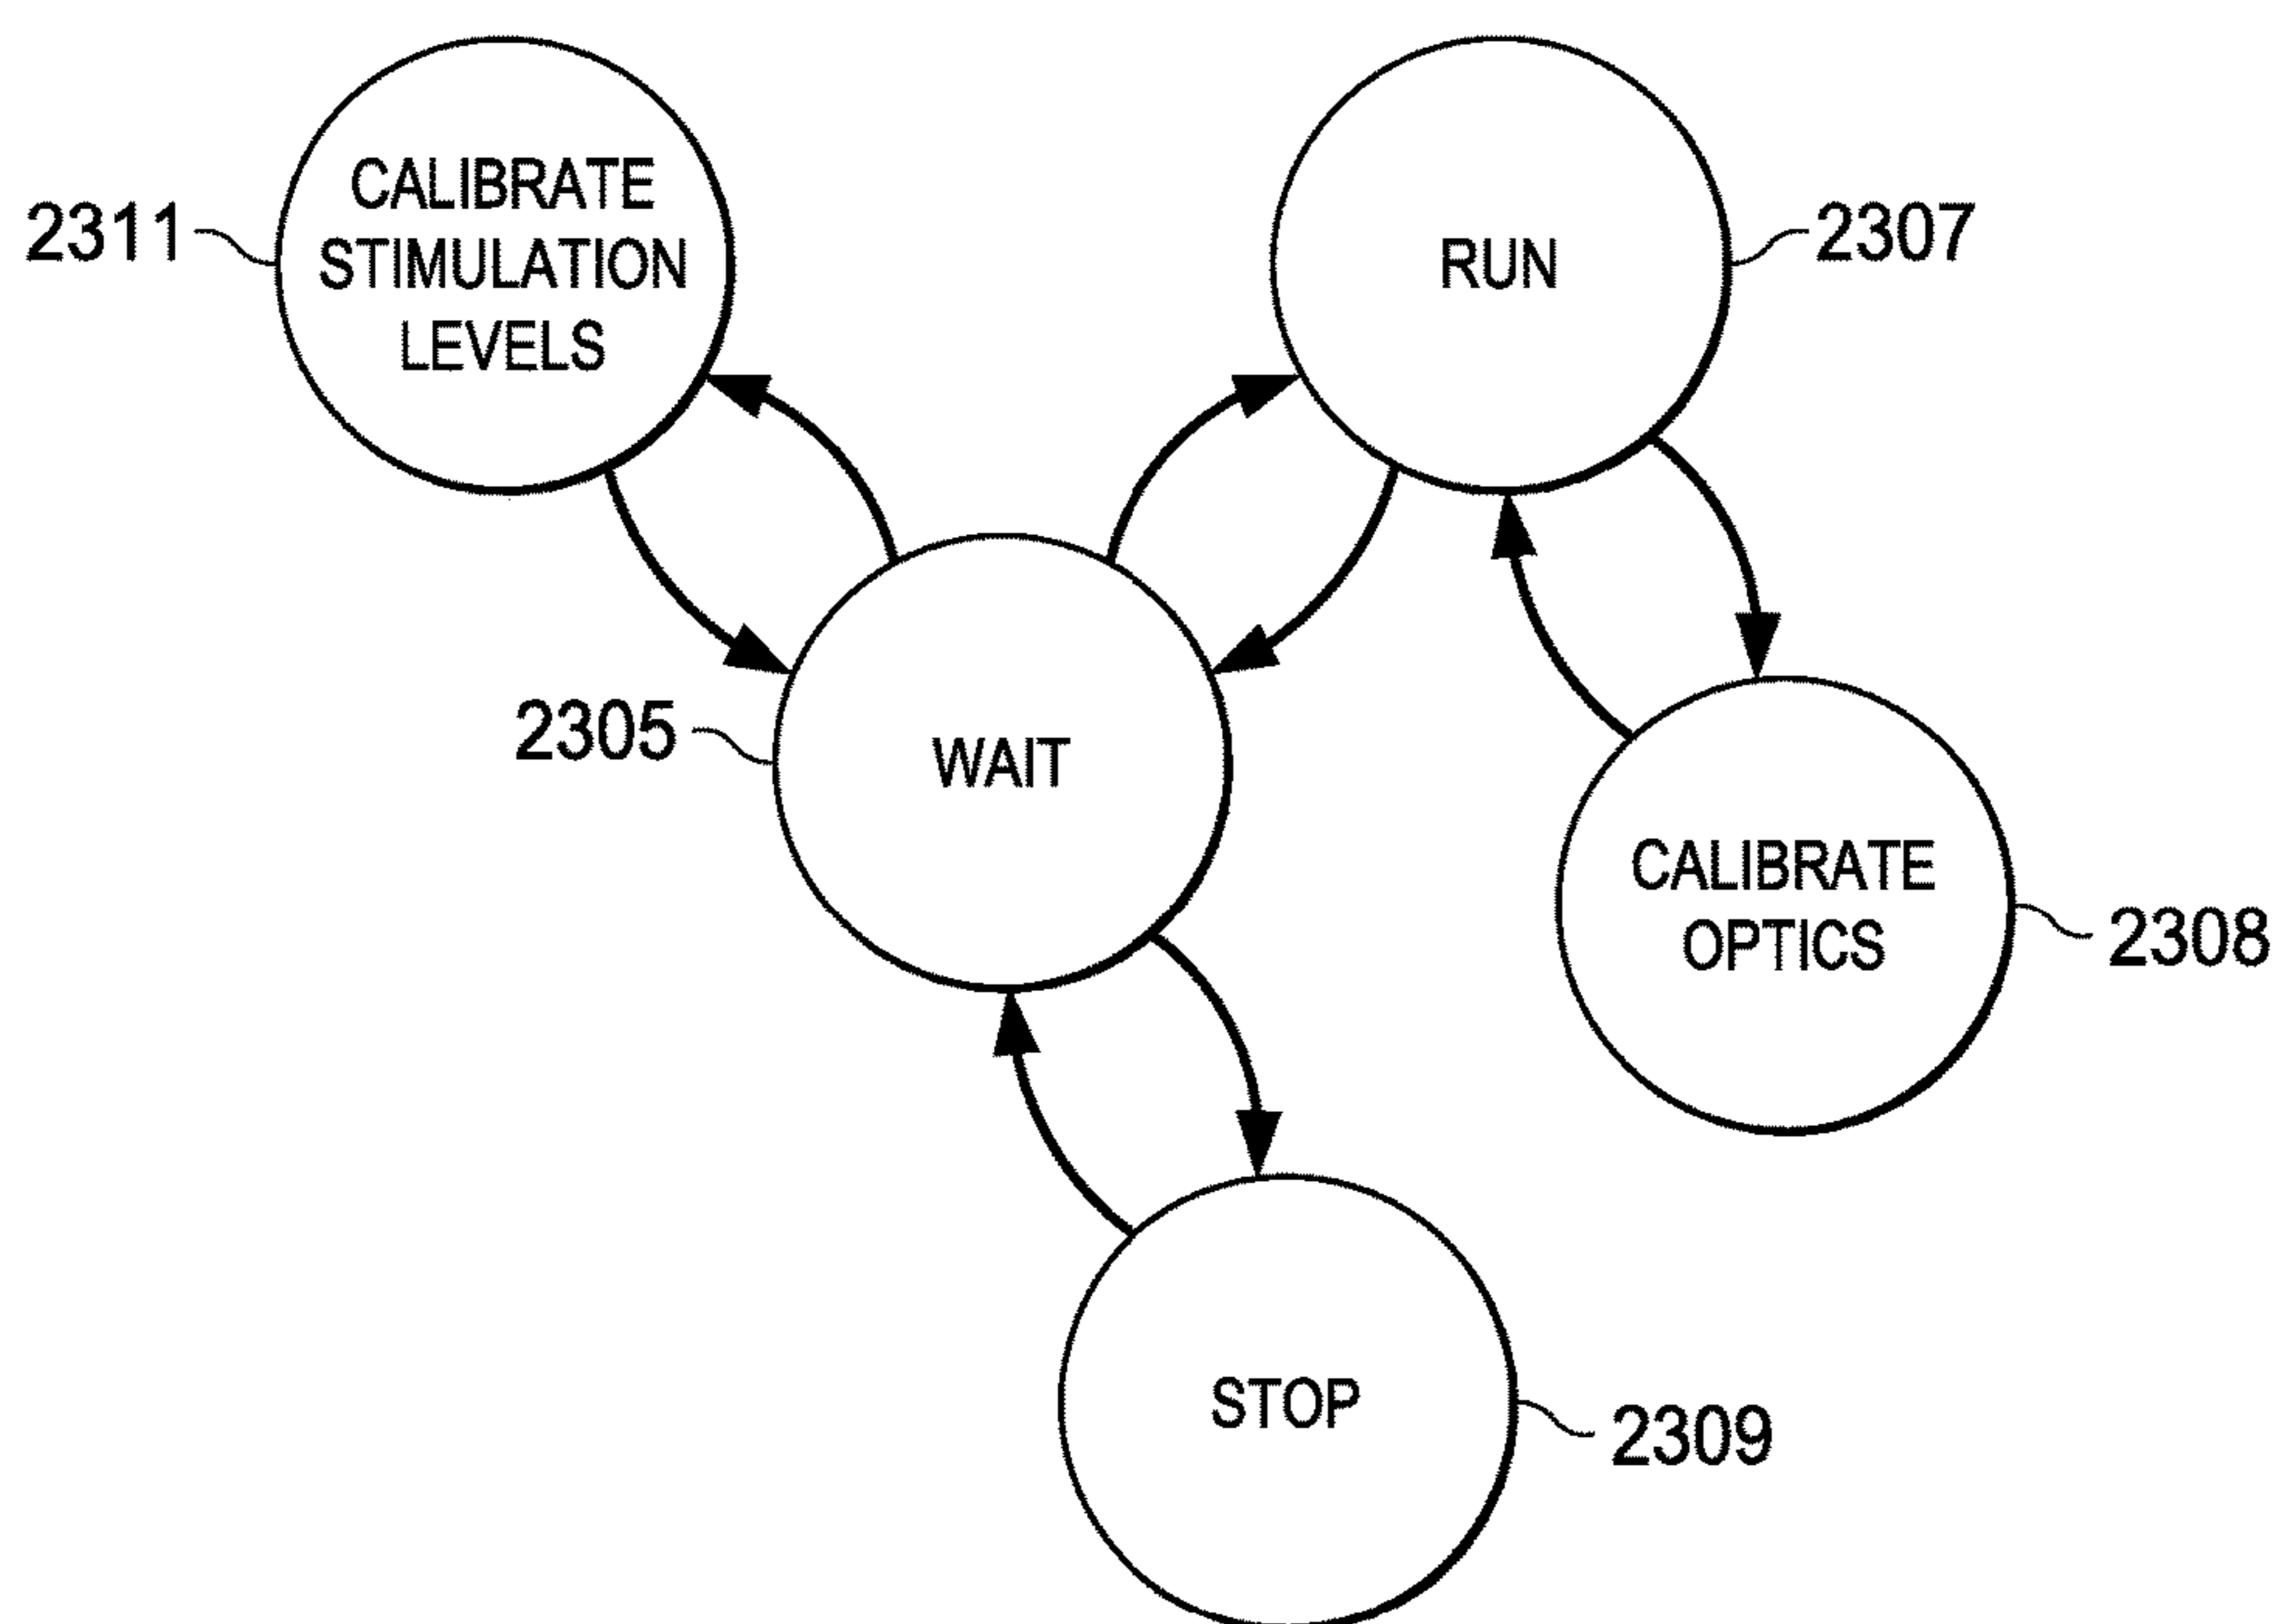 CALIBRATE
STIMULATION
LEVELS
2311
RUN
2307
WAIT
2305
CALIBRATE
OPTICS
2308
STOP
2309